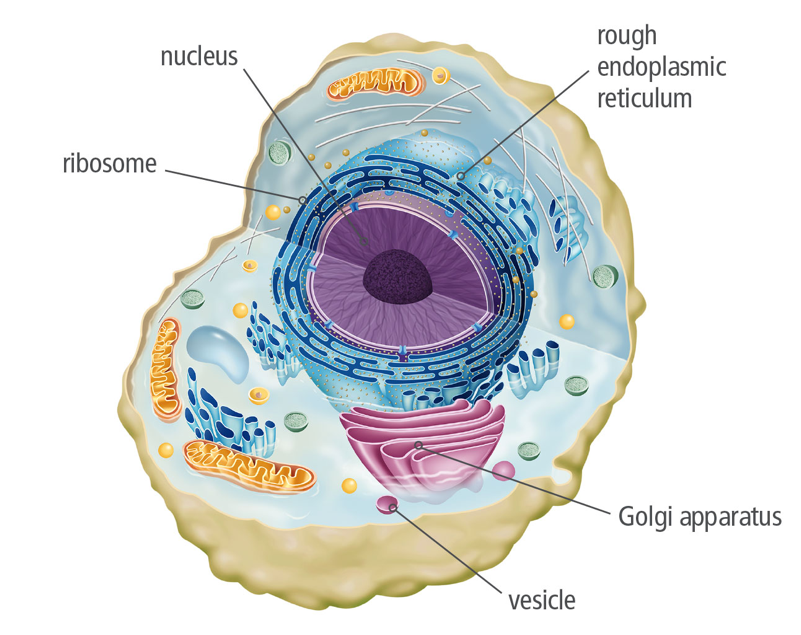 nucleus
rough
endoplasmic
reticulum
ribosome
Golgi apparatus
vesicle